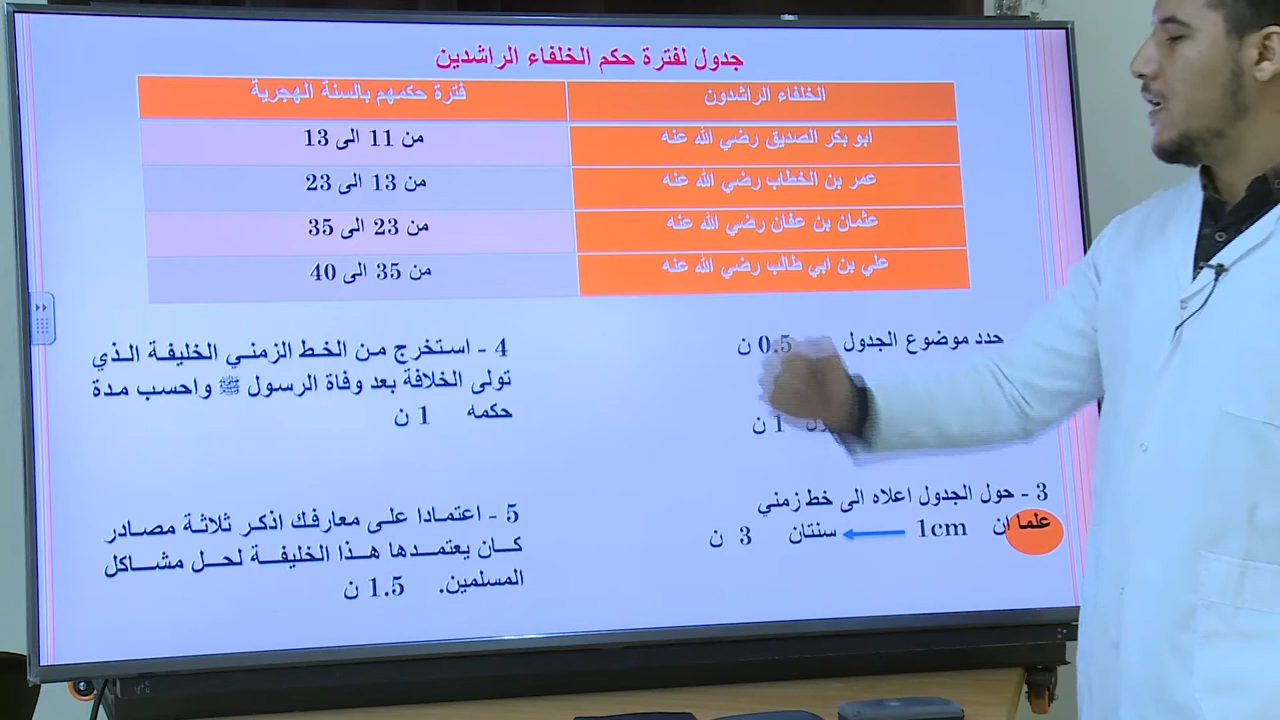 جدول لفترة حكم الخلفاء الراشدين
الخلفاء الراشدون
فترة حكمهم بالسنة الهجرية
ابو بكر الصديق رضي الله عنه
من 11 الى 13
عمر بن الخطاب رضي الله عنه
من 13 الى 23
عثمان بن عفان رضي الله عنه
من 23 الى 35
علي بن ابي طالب رضي الله عنه
من 35 الى 40
حدد موضوع الجدول 0.5 ن
1 ن
3 - حول الجدول اعلاه الى خط زمني
علما ان 1cm سنتان 3 ن
4 - استخرج من الخط الزمني الخليفة الذي
تولى الخلافة بعد وفاة الرسول ﷺ واحسب مدة
حكمه 1 ن
5 - اعتمادا على معارفك اذكر ثلاثة مصادر
كان يعتمدها هذا الخليفة لحل مشاكل
المسلمين. 1.5 ن